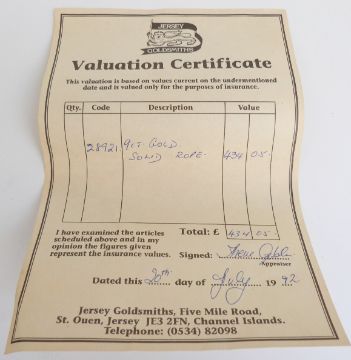 JERSEY
GOLDSMITHS
Valuation Certificate
This valuation is based on values current on the undermentioned
date and is valued only for the purposes of insurance.
Qty. Code Description Value
28921 9CT GOLD
SOLID ROPE. 434 05.
I have examined the articles
scheduled above and in my
opinion the figures given
represent the insurance values.
Total: £ 434 05.
Signed:
Appraiser
Dated this 20th day of July 1992
Jersey Goldsmiths, Five Mile Road,
St. Ouen, Jersey JE3 2FN, Channel Islands.
Telephone: (0534) 82098